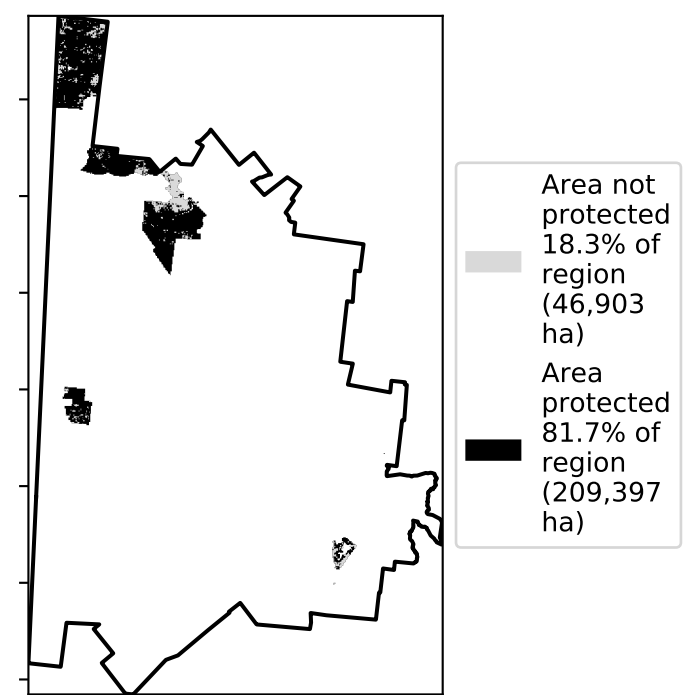 Area not
protected
18.3% of
region
(46,903
ha)
Area
protected
81.7% of
region
(209,397
ha)